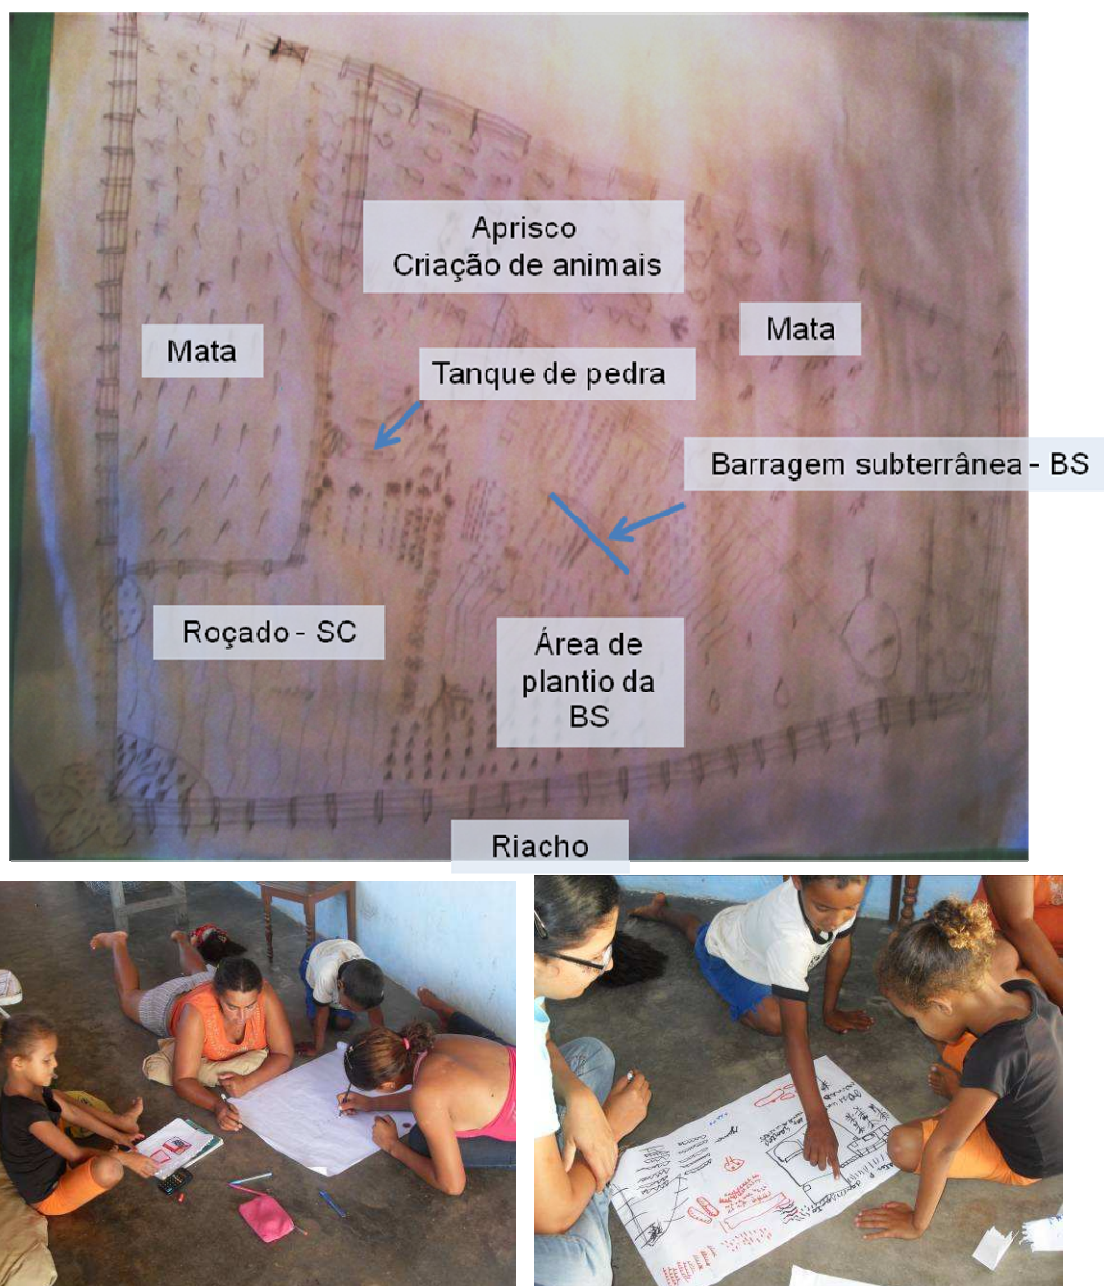 Aprisco
Criação de animais
Mata
Mata
Tanque de pedra
Barragem subterrânea - BS
Roçado - SC
Área de
plantio da
BS
Riacho